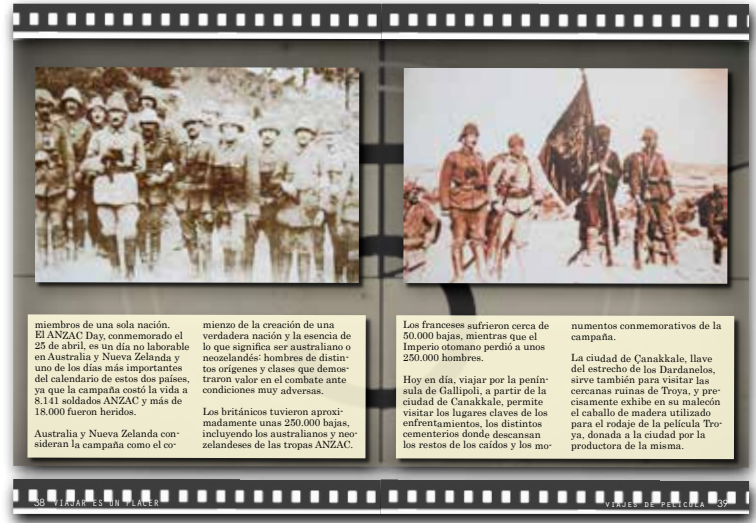 miembros de una sola nación.
El ANZAC Day, conmemorado el
25 de abril, es un día no laborable
en Australia y Nueva Zelanda y
uno de los días más importantes
del calendario de estos dos países,
ya que la campaña costó la vida a
8.141 soldados ANZAC y más de
18.000 fueron heridos.
Australia y Nueva Zelanda con-
sideran la campaña como el co-
mienzo de la creación de una
verdadera nación y la esencia de
lo que significa ser australiano o
neozelandés: hombres de distin-
tos orígenes y clases que demos-
traron valor en el combate ante
condiciones muy adversas.
Los británicos tuvieron aproxi-
madamente unas 250.000 bajas,
incluyendo los australianos y neo-
zelandeses de las tropas ANZAC.
Los franceses sufrieron cerca de
50.000 bajas, mientras que el
Imperio otomano perdió a unos
250.000 hombres.
Hoy en día, viajar por la penín-
sula de Gallipoli, a partir de la
ciudad de Canakkale, permite
visitar los lugares claves de los
enfrentamientos, los distintos
cementerios donde descansan
los restos de los caídos y los mo-
numentos conmemorativos de la
campaña.
La ciudad de Çanakkale, llave
del estrecho de los Dardanelos,
sirve también para visitar las
cercanas ruinas de Troya, y pre-
cisamente exhibe en su malecón
el caballo de madera utilizado
para el rodaje de la película Tro-
ya, donada a la ciudad por la
productora de la misma.
38 VIAJAR ES UN PLACER
VIAJES DE PELÍCULA 39